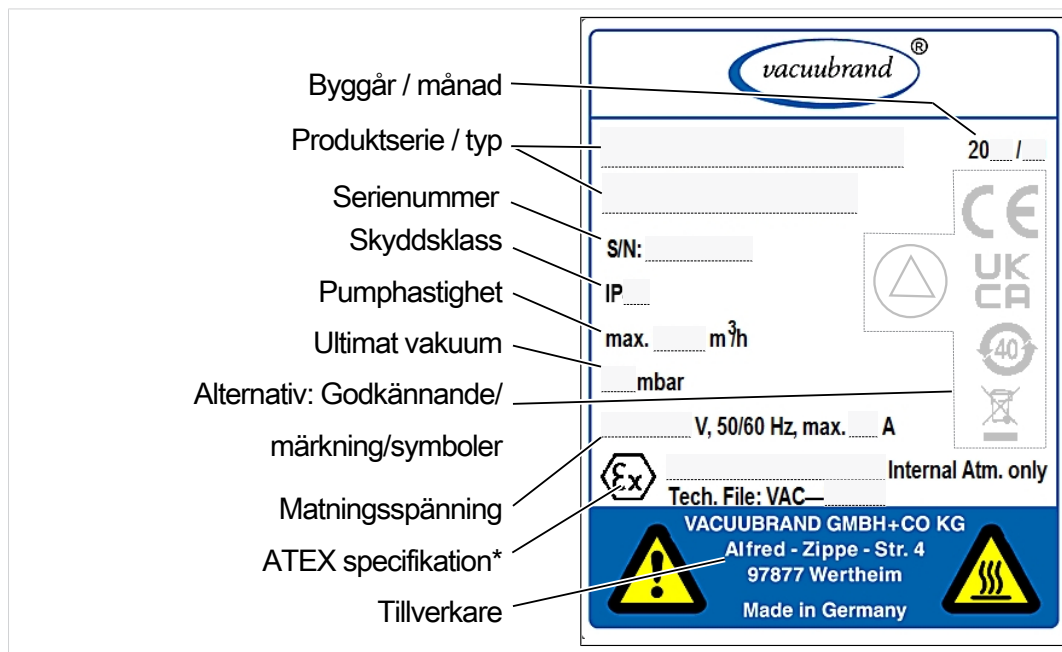 Byggår / månad
Produktserie / typ
Serienummer
Skyddsklass
Pumphastighet
Ultimat vakuum
Alternativ: Godkännande/
märkning/symboler
Matningsspänning
ATEX specifikation*
Tillverkare
vacuubrand ®
20 /
S/N:
IP
max. m³/h
mbar
V, 50/60 Hz, max. A
Internal Atm. only
Tech. File: VAC—
CE
UK
CA
40
Ex
VACUUBRAND GMBH+CO KG
Alfred - Zippe - Str. 4
97877 Wertheim
Made in Germany